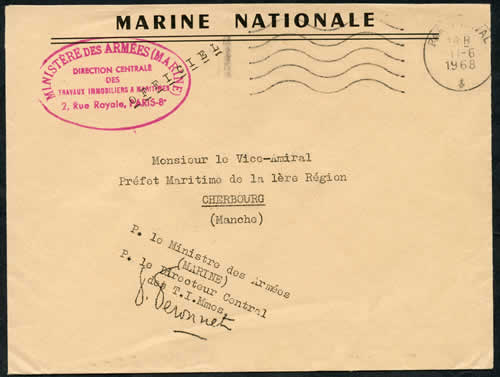 MARINE NATIONALE
MINISTÈRE DES ARMÉES (MARINE)
DIRECTION CENTRALE
DES
TRAVAUX IMMOBILIERS & MARITIMES
2, Rue Royale, PARIS-8e
1968
Monsieur le Vice-Amiral
Préfet Maritime de la 1ère Région
CHERBOURG
(Manche)
P. le Ministre des Armées
(MARINE)
P. le Directeur Central
des T.I.Mmes